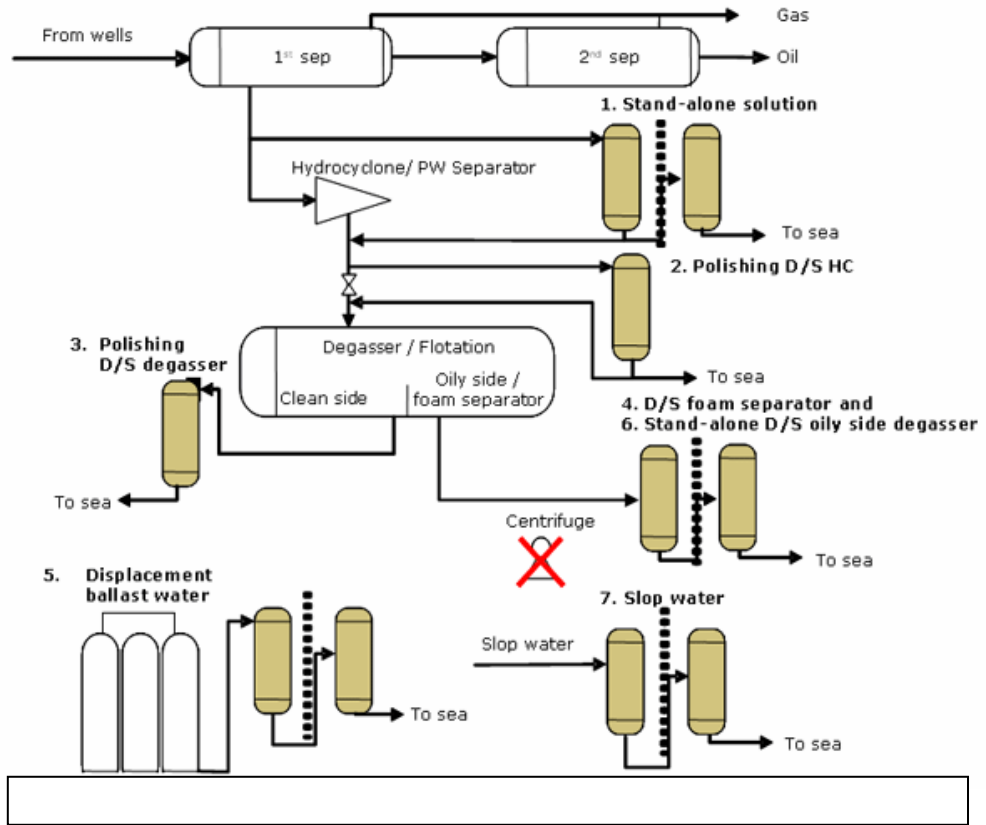 Gas
From wells
1st sep
2nd sep
Oil
1. Stand-alone solution
Hydrocyclone/ PW Separator
To sea
2. Polishing D/S HC
3. Polishing
D/S degasser
Degasser / Flotation
Clean side
Oily side /
foam separator
To sea
4. D/S foam separator and
6. Stand-alone D/S oily side degasser
To sea
Centrifuge
To sea
5. Displacement
ballast water
7. Slop water
Slop water
To sea
To sea